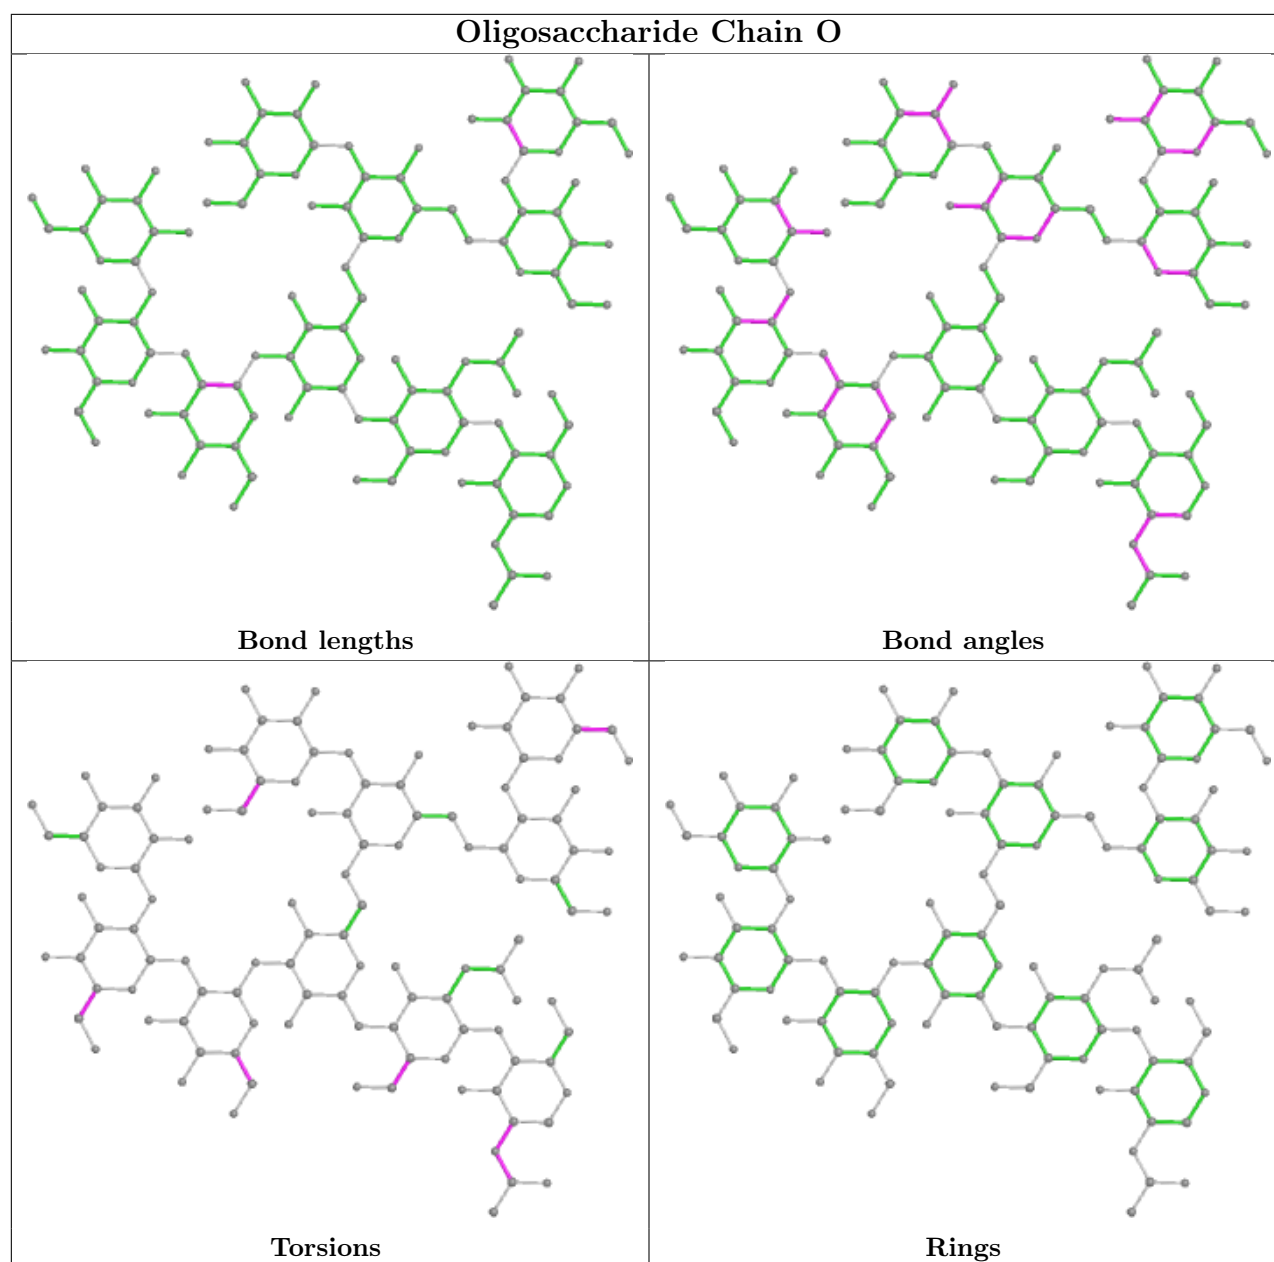 Oligosaccharide Chain O
Bond lengths
Bond angles
Torsions
Rings